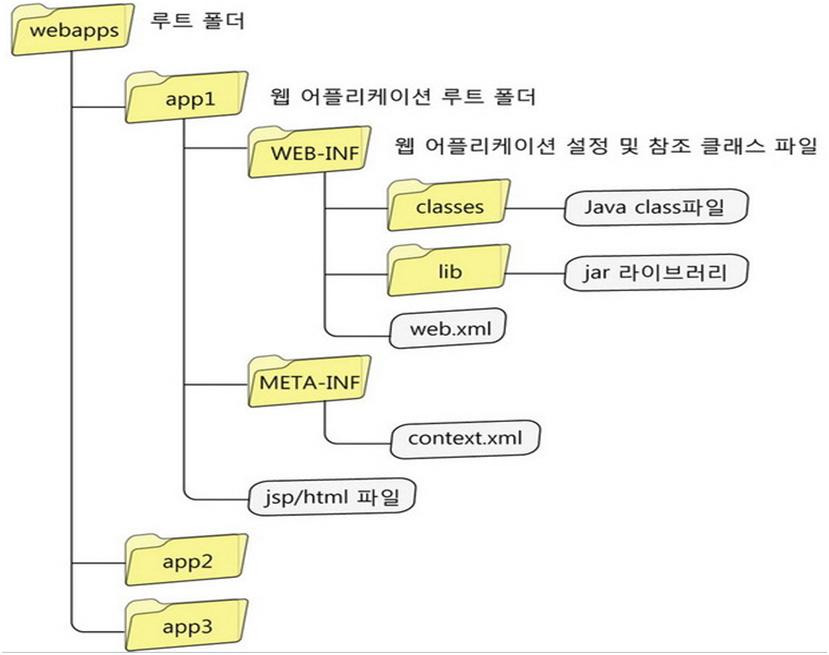 webapps 루트 폴더
app1 웹 어플리케이션 루트 폴더
WEB-INF 웹 어플리케이션 설정 및 참조 클래스 파일
classes Java class파일
lib jar 라이브러리
web.xml
META-INF
context.xml
jsp/html 파일
app2
app3